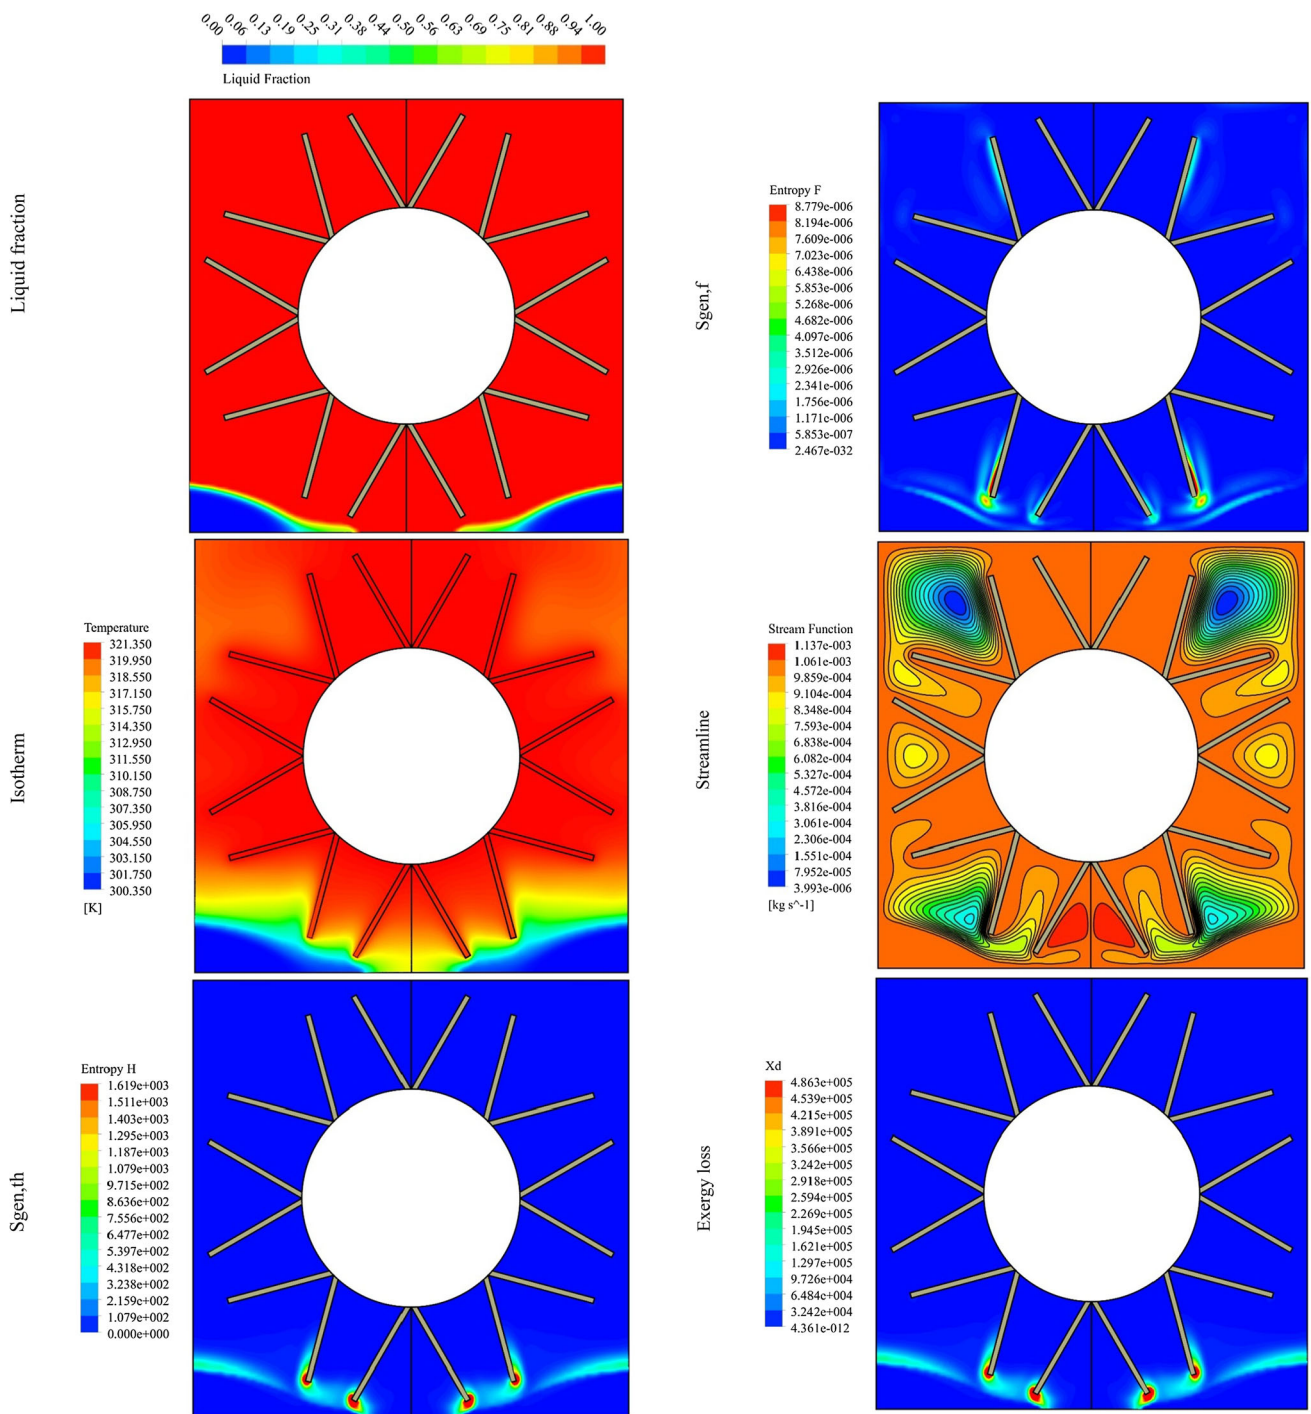 0.00 0.06 0.13 0.19 0.25 0.31 0.38 0.44 0.50 0.56 0.63 0.69 0.75 0.81 0.88 0.94 1.00
Liquid Fraction
Liquid fraction
Entropy F
8.779e-006
8.194e-006
7.609e-006
7.023e-006
6.438e-006
5.853e-006
5.268e-006
4.682e-006
4.097e-006
3.512e-006
2.926e-006
2.341e-006
1.756e-006
1.171e-006
5.853e-007
2.467e-032
Sgen,f
Temperature
321.350
319.950
318.550
317.150
315.750
314.350
312.950
311.550
310.150
308.750
307.350
305.950
304.550
303.150
301.750
300.350
[K]
Isotherm
Stream Function
1.137e-003
1.061e-003
9.859e-004
9.104e-004
8.348e-004
7.593e-004
6.838e-004
6.082e-004
5.327e-004
4.572e-004
3.816e-004
3.061e-004
2.306e-004
1.551e-004
7.952e-005
3.993e-006
[kg s^-1]
Streamline
Entropy H
1.619e+003
1.511e+003
1.403e+003
1.295e+003
1.187e+003
1.079e+003
9.715e+002
8.636e+002
7.556e+002
6.477e+002
5.397e+002
4.318e+002
3.238e+002
2.159e+002
1.079e+002
0.000e+000
Sgen,th
Xd
4.863e+005
4.539e+005
4.215e+005
3.891e+005
3.566e+005
3.242e+005
2.918e+005
2.594e+005
2.269e+005
1.945e+005
1.621e+005
1.297e+005
9.726e+004
6.484e+004
3.242e+004
4.361e-012
Exergy loss